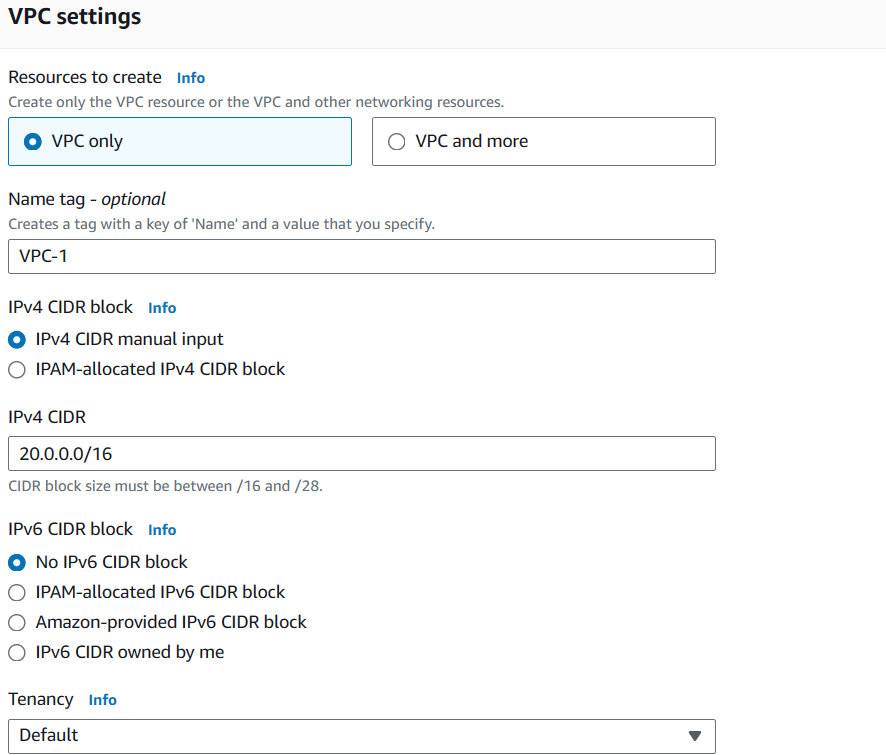 VPC settings
Resources to create Info
Create only the VPC resource or the VPC and other networking resources.
VPC only VPC and more
Name tag - optional
Creates a tag with a key of 'Name' and a value that you specify.
VPC-1
IPv4 CIDR block Info
IPv4 CIDR manual input
IPAM-allocated IPv4 CIDR block
IPv4 CIDR
20.0.0.0/16
CIDR block size must be between /16 and /28.
IPv6 CIDR block Info
No IPv6 CIDR block
IPAM-allocated IPv6 CIDR block
Amazon-provided IPv6 CIDR block
IPv6 CIDR owned by me
Tenancy Info
Default